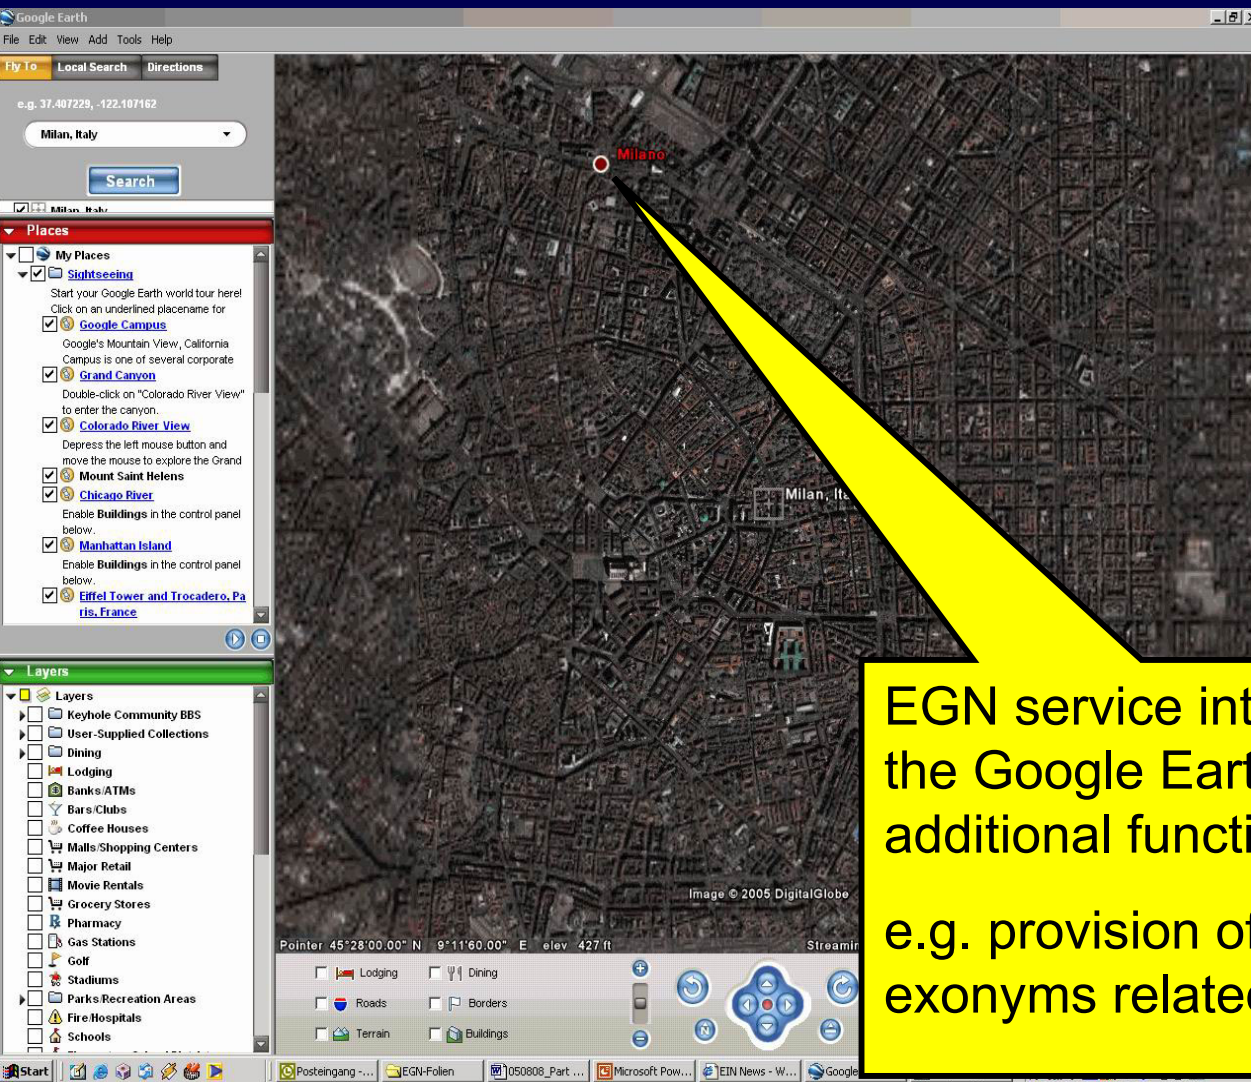 Google Earth
File Edit View Add Tools Help
Fly To Local Search Directions
e.g. 37.407229, -122.107162
Milan, Italy
Search
Milan, Italy
Places
My Places
Sightseeing
Start your Google Earth world tour here!
Click on an underlined placename for
Google Campus
Google's Mountain View, California
Campus is one of several corporate
Grand Canyon
Double-click on "Colorado River View"
to enter the canyon.
Colorado River View
Depress the left mouse button and
move the mouse to explore the Grand
Mount Saint Helens
Chicago River
Enable Buildings in the control panel
below.
Manhattan Island
Enable Buildings in the control panel
below.
Eiffel Tower and Trocadero, Pa
ris, France
Layers
Layers
Keyhole Community BBS
User-Supplied Collections
Dining
Lodging
Banks/ATMs
Bars/Clubs
Coffee Houses
Malls/Shopping Centers
Major Retail
Movie Rentals
Grocery Stores
Pharmacy
Gas Stations
Golf
Stadiums
Parks/Recreation Areas
Fire/Hospitals
Schools
Milano
Milan, Ita
Image © 2005 DigitalGlobe
Pointer 45°28'00.00" N 9°11'60.00" E elev 427 ft Streamin
Lodging Dining
Roads Borders
Terrain Buildings
N
EGN service int
the Google Eart
additional functi
e.g. provision of
exonyms related
Start Posteingang -... EGN-Folien 050808_Part ... Microsoft Pow... EIN News - W... Google